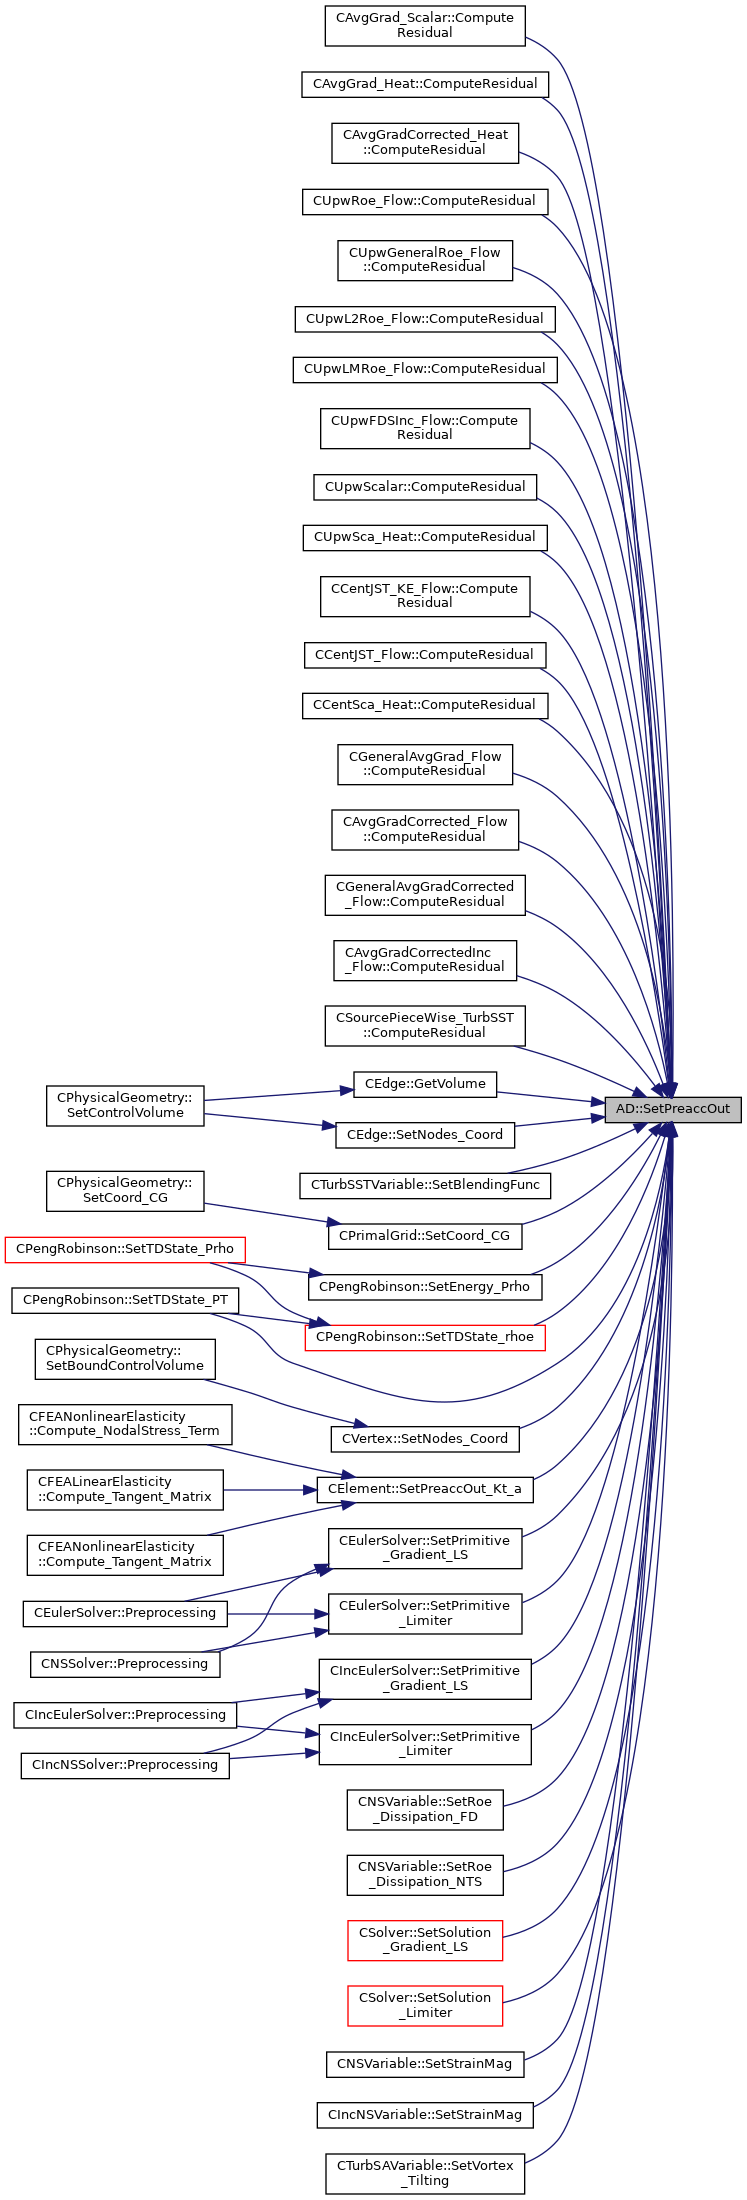 CAvgGrad_Scalar::Compute
Residual
CAvgGrad_Heat::ComputeResidual
CAvgGradCorrected_Heat
::ComputeResidual
CUpwRoe_Flow::ComputeResidual
CUpwGeneralRoe_Flow
::ComputeResidual
CUpwL2Roe_Flow::ComputeResidual
CUpwLMRoe_Flow::ComputeResidual
CUpwFDSInc_Flow::Compute
Residual
CUpwScalar::ComputeResidual
CUpwSca_Heat::ComputeResidual
CCentJST_KE_Flow::Compute
Residual
CCentJST_Flow::ComputeResidual
CCentSca_Heat::ComputeResidual
CGeneralAvgGrad_Flow
::ComputeResidual
CAvgGradCorrected_Flow
::ComputeResidual
CGeneralAvgGradCorrected
_Flow::ComputeResidual
CAvgGradCorrectedInc
_Flow::ComputeResidual
CSourcePieceWise_TurbSST
::ComputeResidual
CEdge::GetVolume
CPhysicalGeometry::
SetControlVolume
AD::SetPreaccOut
CEdge::SetNodes_Coord
CTurbSSTVariable::SetBlendingFunc
CPhysicalGeometry::
SetCoord_CG
CPrimalGrid::SetCoord_CG
CPengRobinson::SetTDState_Prho
CPengRobinson::SetEnergy_Prho
CPengRobinson::SetTDState_PT
CPengRobinson::SetTDState_rhoe
CPhysicalGeometry::
SetBoundControlVolume
CVertex::SetNodes_Coord
CFEANonlinearElasticity
::Compute_NodalStress_Term
CFEALinearElasticity
::Compute_Tangent_Matrix
CElement::SetPreaccOut_Kt_a
CFEANonlinearElasticity
::Compute_Tangent_Matrix
CEulerSolver::SetPrimitive
_Gradient_LS
CEulerSolver::Preprocessing
CEulerSolver::SetPrimitive
_Limiter
CNSSolver::Preprocessing
CIncEulerSolver::SetPrimitive
_Gradient_LS
CIncEulerSolver::Preprocessing
CIncEulerSolver::SetPrimitive
_Limiter
CIncNSSolver::Preprocessing
CNSVariable::SetRoe
_Dissipation_FD
CNSVariable::SetRoe
_Dissipation_NTS
CSolver::SetSolution
_Gradient_LS
CSolver::SetSolution
_Limiter
CNSVariable::SetStrainMag
CIncNSVariable::SetStrainMag
CTurbSAVariable::SetVortex
_Tilting